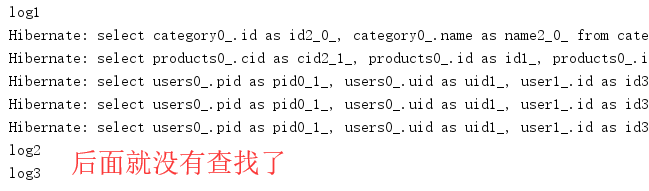 log1
Hibernate: select category0_.id as id2_0_, category0_.name as name2_0_ from cate
Hibernate: select products0_.cid as cid2_1_, products0_.id as id1_, products0_.i
Hibernate: select users0_.pid as pid0_1_, users0_.uid as uid1_, user1_.id as id3
Hibernate: select users0_.pid as pid0_1_, users0_.uid as uid1_, user1_.id as id3
Hibernate: select users0_.pid as pid0_1_, users0_.uid as uid1_, user1_.id as id3
log2
后面就没有查找了
log3